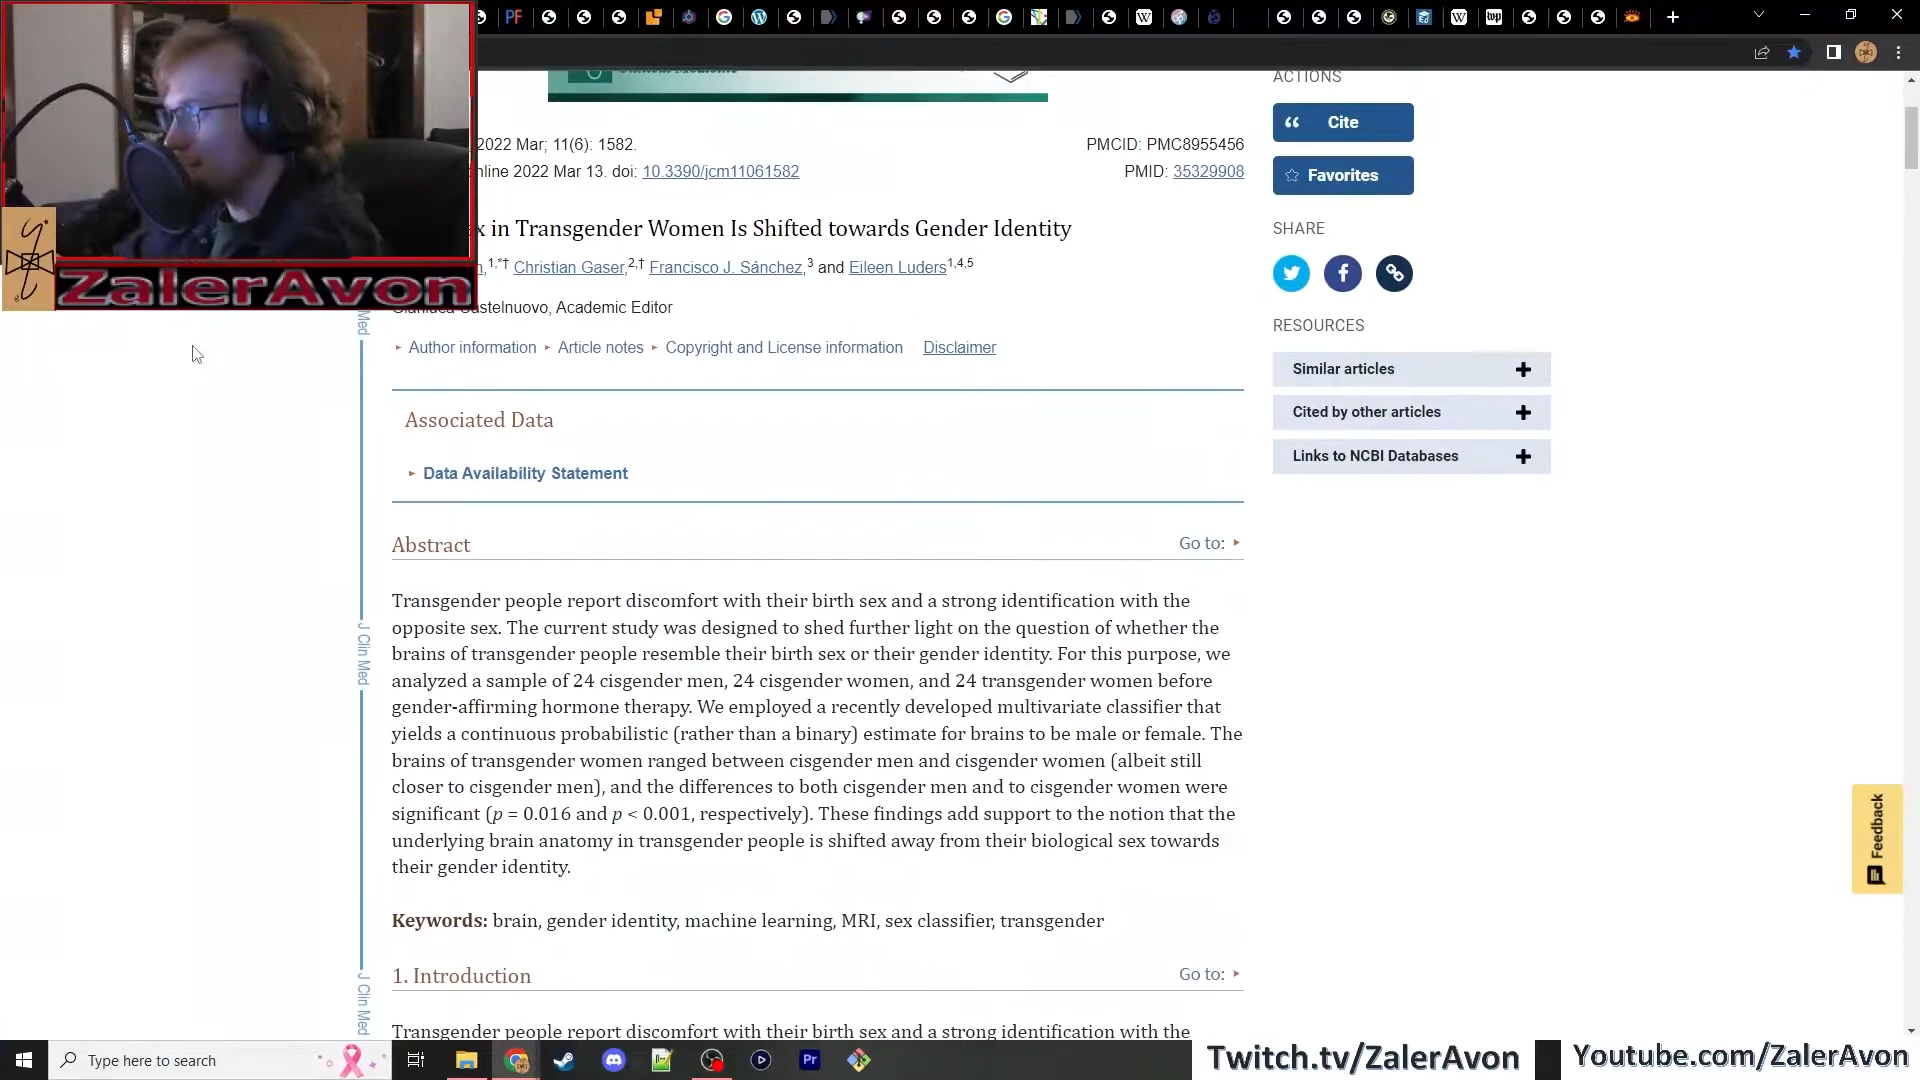 PF
ACTIONS
Cite
2022 Mar; 11(6): 1582.
PMCID: PMC8955456
nline 2022 Mar 13. doi: 10.3390/jcm11061582
PMID: 35329908
Favorites
x in Transgender Women Is Shifted towards Gender Identity
SHARE
n,1,*† Christian Gaser,2,† Francisco J. Sánchez,3 and Eileen Luders1,4,5
ZalerAvon
stelnuovo, Academic Editor
RESOURCES
Med
Author information Article notes Copyright and License information Disclaimer
Similar articles
Associated Data
Cited by other articles
Data Availability Statement
Links to NCBI Databases
Abstract
Go to:
Transgender people report discomfort with their birth sex and a strong identification with the
opposite sex. The current study was designed to shed further light on the question of whether the
brains of transgender people resemble their birth sex or their gender identity. For this purpose, we
analyzed a sample of 24 cisgender men, 24 cisgender women, and 24 transgender women before
gender-affirming hormone therapy. We employed a recently developed multivariate classifier that
yields a continuous probabilistic (rather than a binary) estimate for brains to be male or female. The
brains of transgender women ranged between cisgender men and cisgender women (albeit still
closer to cisgender men), and the differences to both cisgender men and to cisgender women were
significant (p = 0.016 and p < 0.001, respectively). These findings add support to the notion that the
underlying brain anatomy in transgender people is shifted away from their biological sex towards
their gender identity.
J Clin Med
Feedback
Keywords: brain, gender identity, machine learning, MRI, sex classifier, transgender
1. Introduction
Go to:
J Clin Med
Transgender people report discomfort with their birth sex and a strong identification with the
Type here to search
Pr
Twitch.tv/ZalerAvon
Youtube.com/ZalerAvon